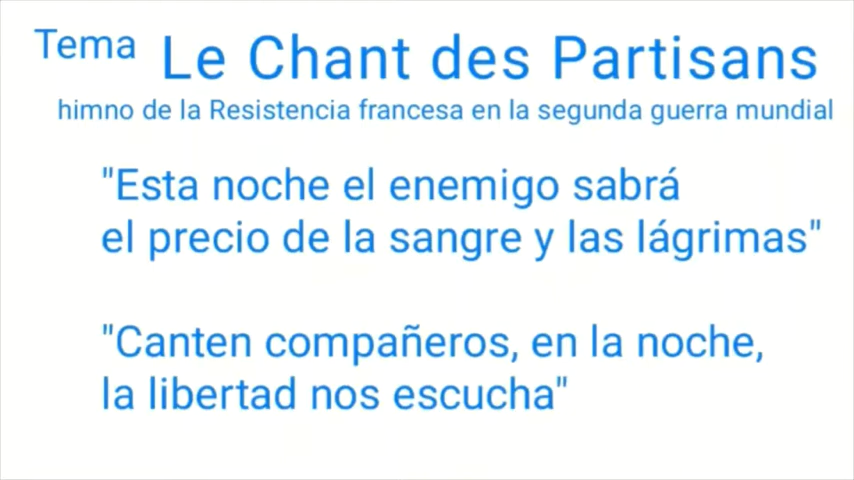 Tema Le Chant des Partisans
himno de la Resistencia francesa en la segunda guerra mundial
"Esta noche el enemigo sabrá
el precio de la sangre y las lágrimas"
"Canten compañeros, en la noche,
la libertad nos escucha"